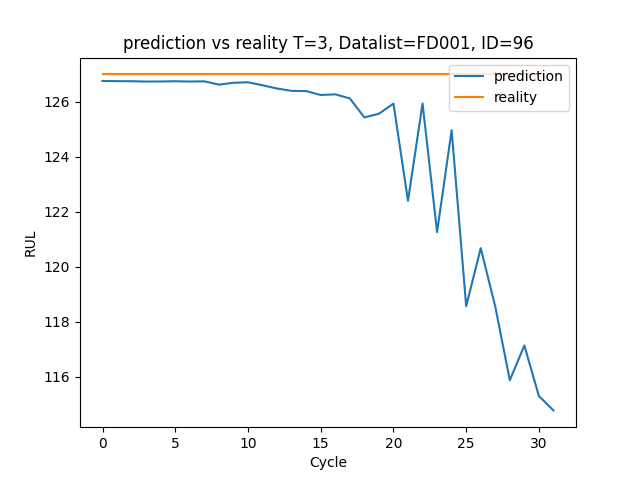 prediction vs reality T=3, Datalist=FD001, ID=96
prediction
reality
126
124
122
120
118
116
RUL
0 5 10 15 20 25 30
Cycle